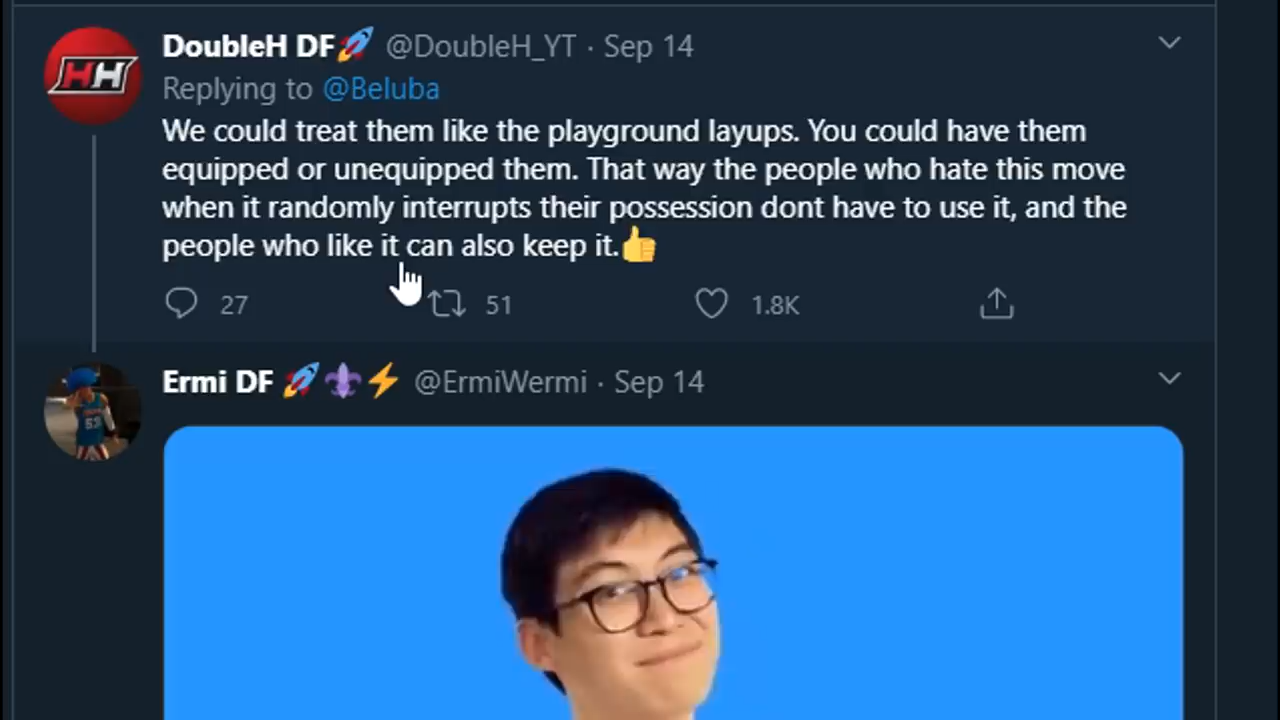 HH
DoubleH DF🚀 @DoubleH_YT · Sep 14
Replying to @Beluba
We could treat them like the playground layups. You could have them
equipped or unequipped them. That way the people who hate this move
when it randomly interrupts their possession dont have to use it, and the
people who like it can also keep it.👍
27 51 1.8K
Ermi DF 🚀⚜️⚡ @ErmiWermi · Sep 14